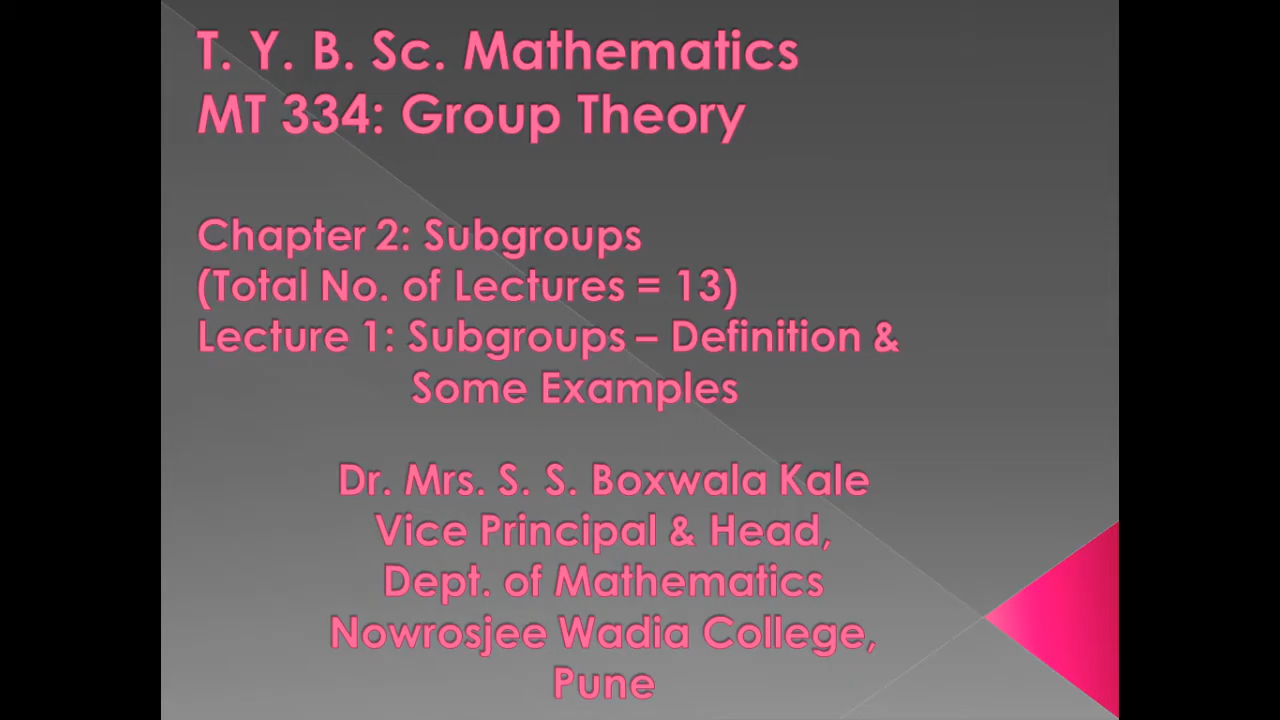 T. Y. B. Sc. Mathematics
MT 334: Group Theory
Chapter 2: Subgroups
(Total No. of Lectures = 13)
Lecture 1: Subgroups – Definition &
Some Examples
Dr. Mrs. S. S. Boxwala Kale
Vice Principal & Head,
Dept. of Mathematics
Nowrosjee Wadia College,
Pune